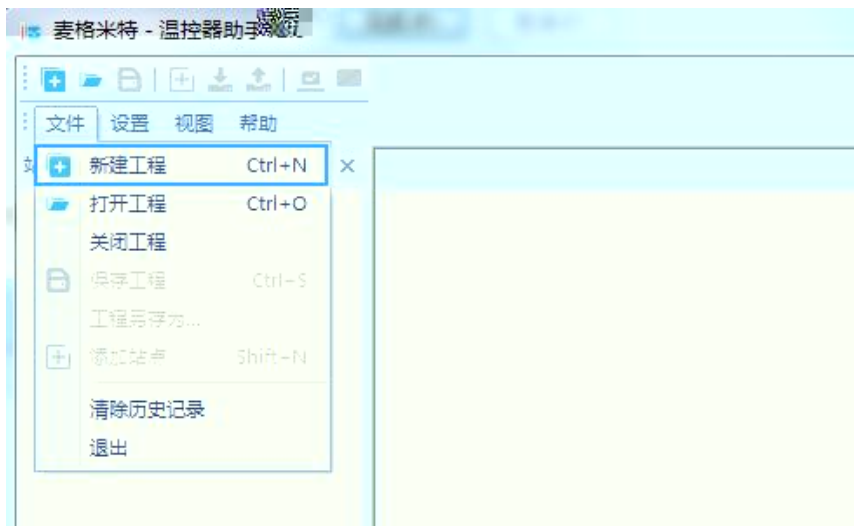 麦格米特 - 温控器助手
文件 设置 视图 帮助
新建工程 Ctrl+N
打开工程 Ctrl+O
关闭工程
保存工程 Ctrl+S
工程另存为...
添加站点 Shift+N
清除历史记录
退出